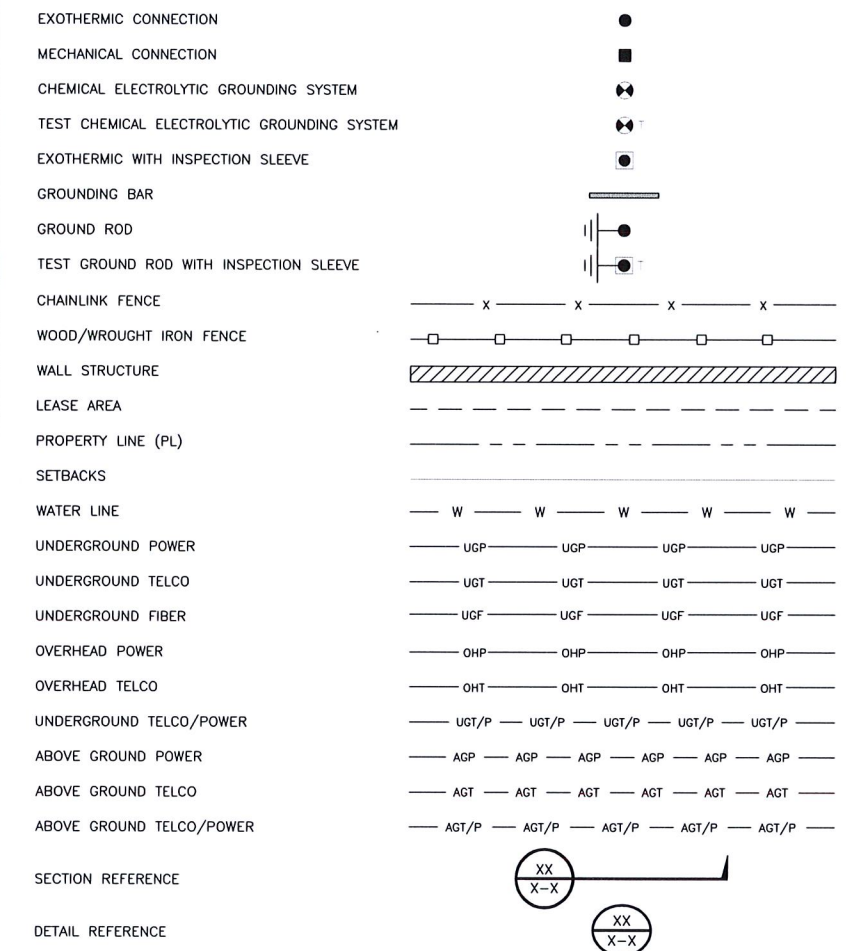 EXOTHERMIC CONNECTION
MECHANICAL CONNECTION
CHEMICAL ELECTROLYTIC GROUNDING SYSTEM
TEST CHEMICAL ELECTROLYTIC GROUNDING SYSTEM T
EXOTHERMIC WITH INSPECTION SLEEVE
GROUNDING BAR
GROUND ROD
TEST GROUND ROD WITH INSPECTION SLEEVE T
CHAINLINK FENCE X X X X
WOOD/WROUGHT IRON FENCE
WALL STRUCTURE
LEASE AREA
PROPERTY LINE (PL)
SETBACKS
WATER LINE W W W W W
UNDERGROUND POWER UGP UGP UGP UGP
UNDERGROUND TELCO UGT UGT UGT UGT
UNDERGROUND FIBER UGF UGF UGF UGF
OVERHEAD POWER OHP OHP OHP OHP
OVERHEAD TELCO OHT OHT OHT OHT
UNDERGROUND TELCO/POWER UGT/P UGT/P UGT/P UGT/P UGT/P
ABOVE GROUND POWER AGP AGP AGP AGP AGP AGP
ABOVE GROUND TELCO AGT AGT AGT AGT AGT AGT
ABOVE GROUND TELCO/POWER AGT/P AGT/P AGT/P AGT/P AGT/P
XX
SECTION REFERENCE X-X
XX
DETAIL REFERENCE X-X